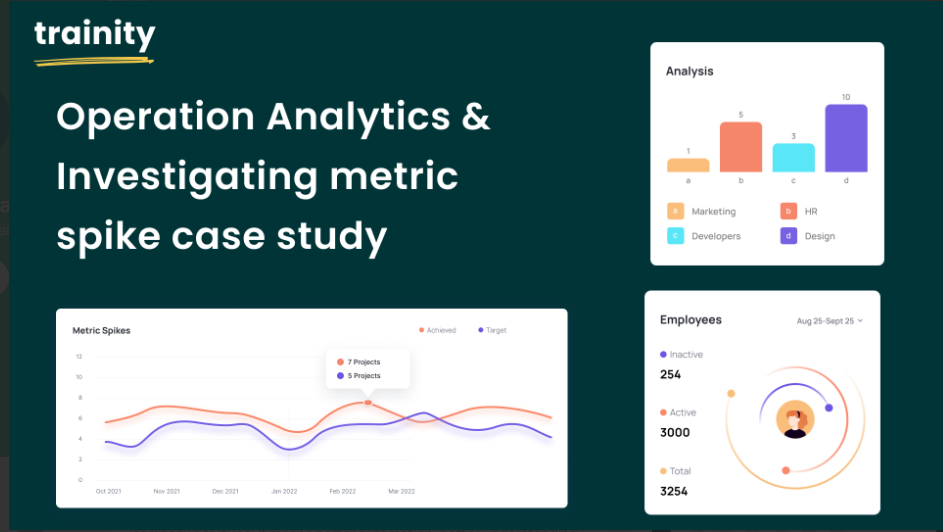 trainity
Operation Analytics &
Investigating metric
spike case study
Analysis
1
5
3
10
a
b
c
d
a Marketing
b HR
c Developers
d Design
Metric Spikes
Achieved
Target
12
10
8
6
4
2
0
7 Projects
5 Projects
Oct 2021
Nov 2021
Dec 2021
Jan 2022
Feb 2022
Mar 2022
Employees
Aug 25-Sept 25
Inactive
254
Active
3000
Total
3254